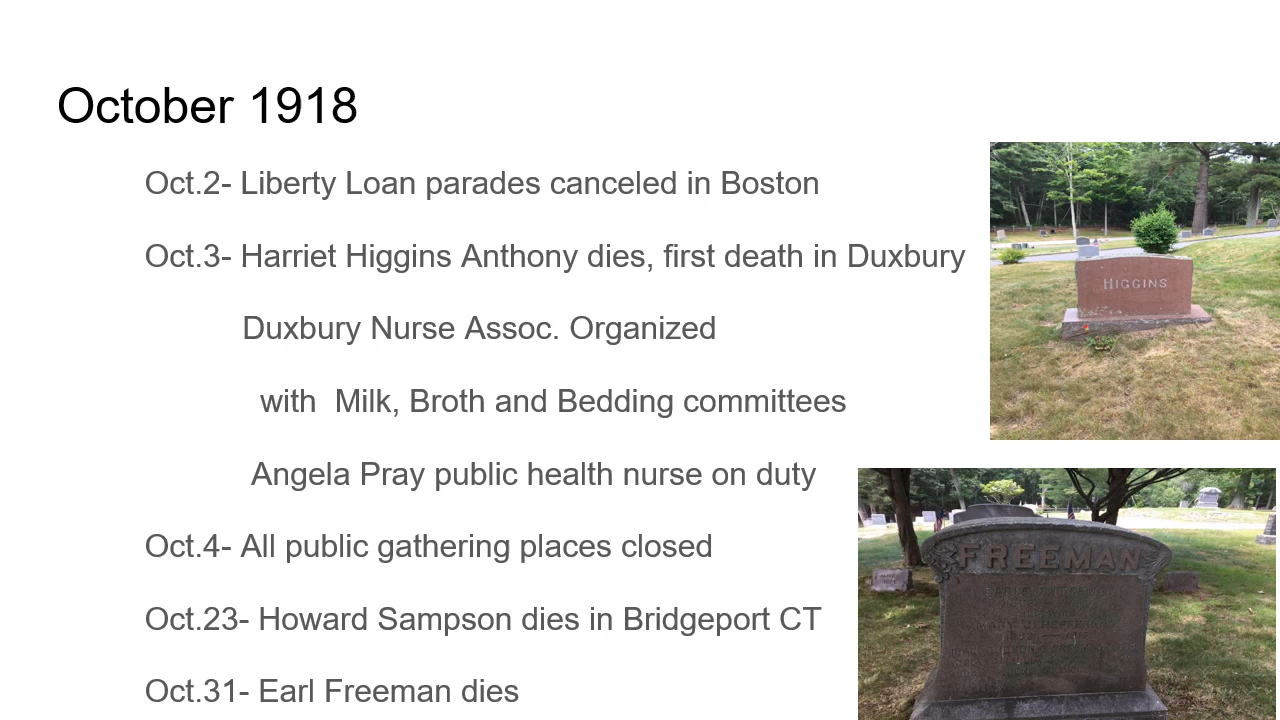 October 1918
Oct.2- Liberty Loan parades canceled in Boston
Oct.3- Harriet Higgins Anthony dies, first death in Duxbury
Duxbury Nurse Assoc. Organized
with  Milk, Broth and Bedding committees
Angela Pray public health nurse on duty
Oct.4- All public gathering places closed
Oct.23- Howard Sampson dies in Bridgeport CT
Oct.31- Earl Freeman dies
HIGGINS
FREEMAN